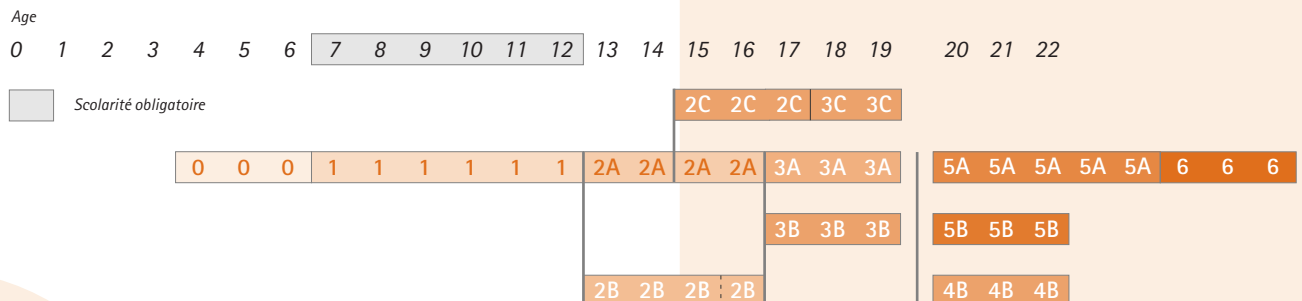 Age
0 1 2 3 4 5 6 7 8 9 10 11 12 13 14 15 16 17 18 19 20 21 22
Scolarité obligatoire
2C 2C 2C 3C 3C
0 0 0 1 1 1 1 1 1 2A 2A 2A 2A 3A 3A 3A 5A 5A 5A 5A 5A 6 6 6
3B 3B 3B 5B 5B 5B
2B 2B 2B 2B 4B 4B 4B